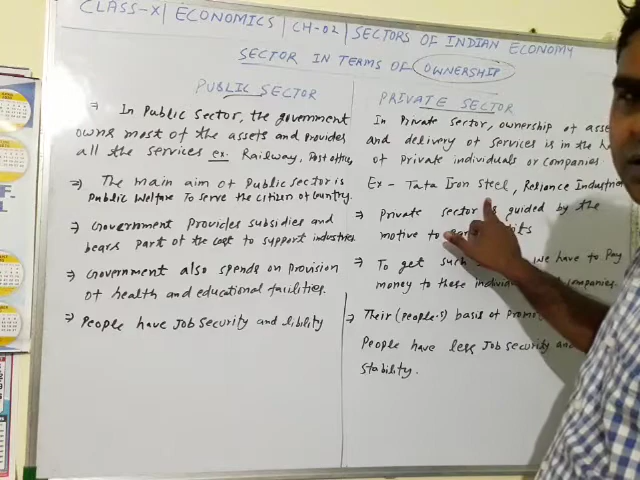 CLASS-X | ECONOMICS | CH-02 | SECTORS OF INDIAN ECONOMY
SECTOR IN TERMS OF OWNERSHIP
PUBLIC SECTOR
⇒ In Public Sector, the government
owns most of the assets and provides
all the services ex: Railway, Post office
⇒ The main aim of Public sector is
Public Welfare To serve the citizen of Country.
⇒ Government Provides subsidies and
bears part of the cost to support industries
⇒ Government also spends on provision
of health and educational facilities.
⇒ People have Job Security and
PRIVATE SECTOR
In Private Sector, ownership of
and delivery of services is in the
of Private individuals or companies.
Ex - Tata Iron Steel, Reliance
⇒ Private sector is guided by the
motive to
⇒ To get such we have to Pay
money to these companies.
⇒ Their (People's) basis of
People have less Job security and
stability.